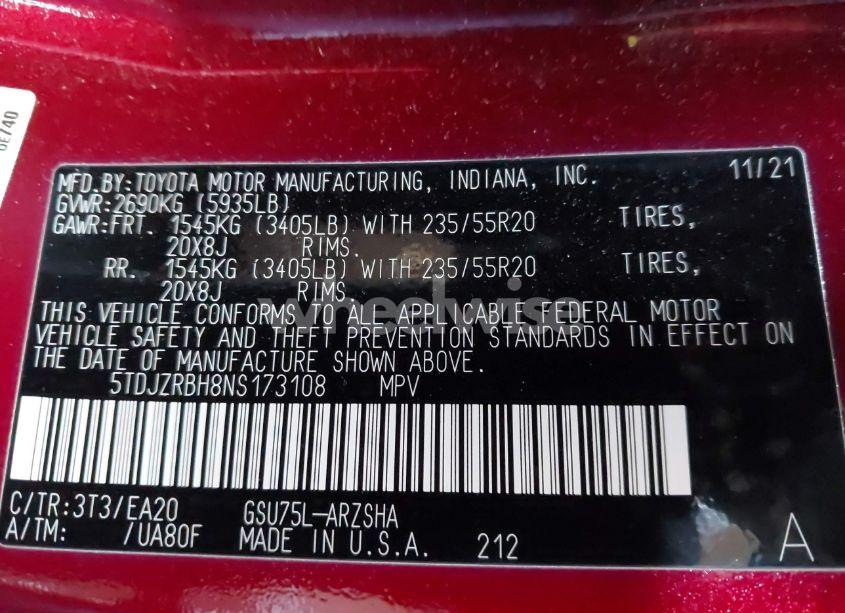 0E740
MFD.BY:TOYOTA MOTOR MANUFACTURING, INDIANA, INC. 11/21
GVWR:2690KG (5935LB)
GAWR:FRT. 1545KG (3405LB) WITH 235/55R20 TIRES,
20X8J RIMS.
RR. 1545KG (3405LB) WITH 235/55R20 TIRES,
20X8J RIMS.
THIS VEHICLE CONFORMS TO ALL APPLICABLE FEDERAL MOTOR
VEHICLE SAFETY AND THEFT PREVENTION STANDARDS IN EFFECT ON
THE DATE OF MANUFACTURE SHOWN ABOVE.
5TDJZRBH8NS173108 MPV
C/TR:3T3/EA20 GSU75L-ARZSHA
A/TM: /UA80F MADE IN U.S.A. 212 A
wheelwise